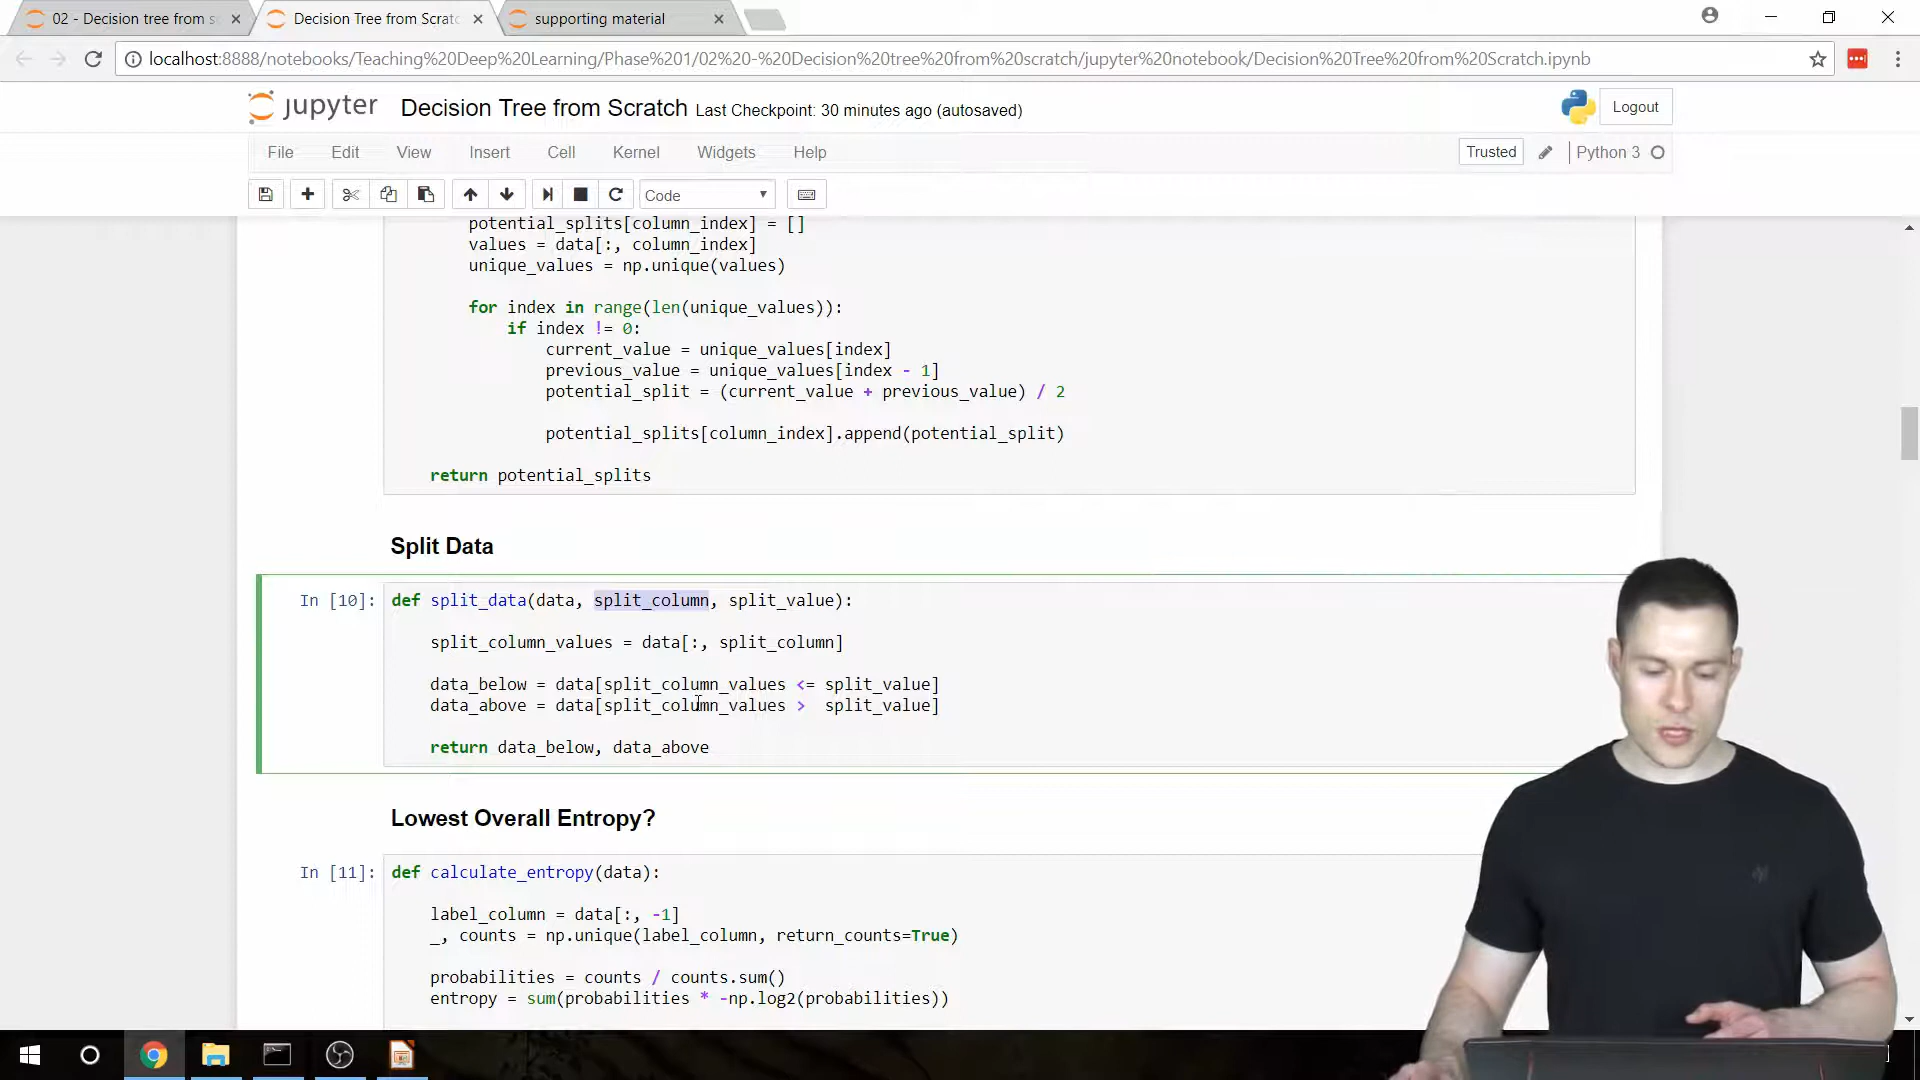 02 - Decision tree from s
Decision Tree from Scratc
supporting material
localhost:8888/notebooks/Teaching%20Deep%20Learning/Phase%201/02%20-%20Decision%20tree%20from%20scratch/jupyter%20notebook/Decision%20Tree%20from%20Scratch.ipynb
jupyter Decision Tree from Scratch Last Checkpoint: 30 minutes ago (autosaved)
Logout
File Edit View Insert Cell Kernel Widgets Help
Trusted Python 3
Code
potential_splits[column_index] = []
values = data[:, column_index]
unique_values = np.unique(values)
for index in range(len(unique_values)):
if index != 0:
current_value = unique_values[index]
previous_value = unique_values[index - 1]
potential_split = (current_value + previous_value) / 2
potential_splits[column_index].append(potential_split)
return potential_splits
Split Data
In [10]: def split_data(data, split_column, split_value):
split_column_values = data[:, split_column]
data_below = data[split_column_values <= split_value]
data_above = data[split_column_values >  split_value]
return data_below, data_above
Lowest Overall Entropy?
In [11]: def calculate_entropy(data):
label_column = data[:, -1]
_, counts = np.unique(label_column, return_counts=True)
probabilities = counts / counts.sum()
entropy = sum(probabilities * -np.log2(probabilities))